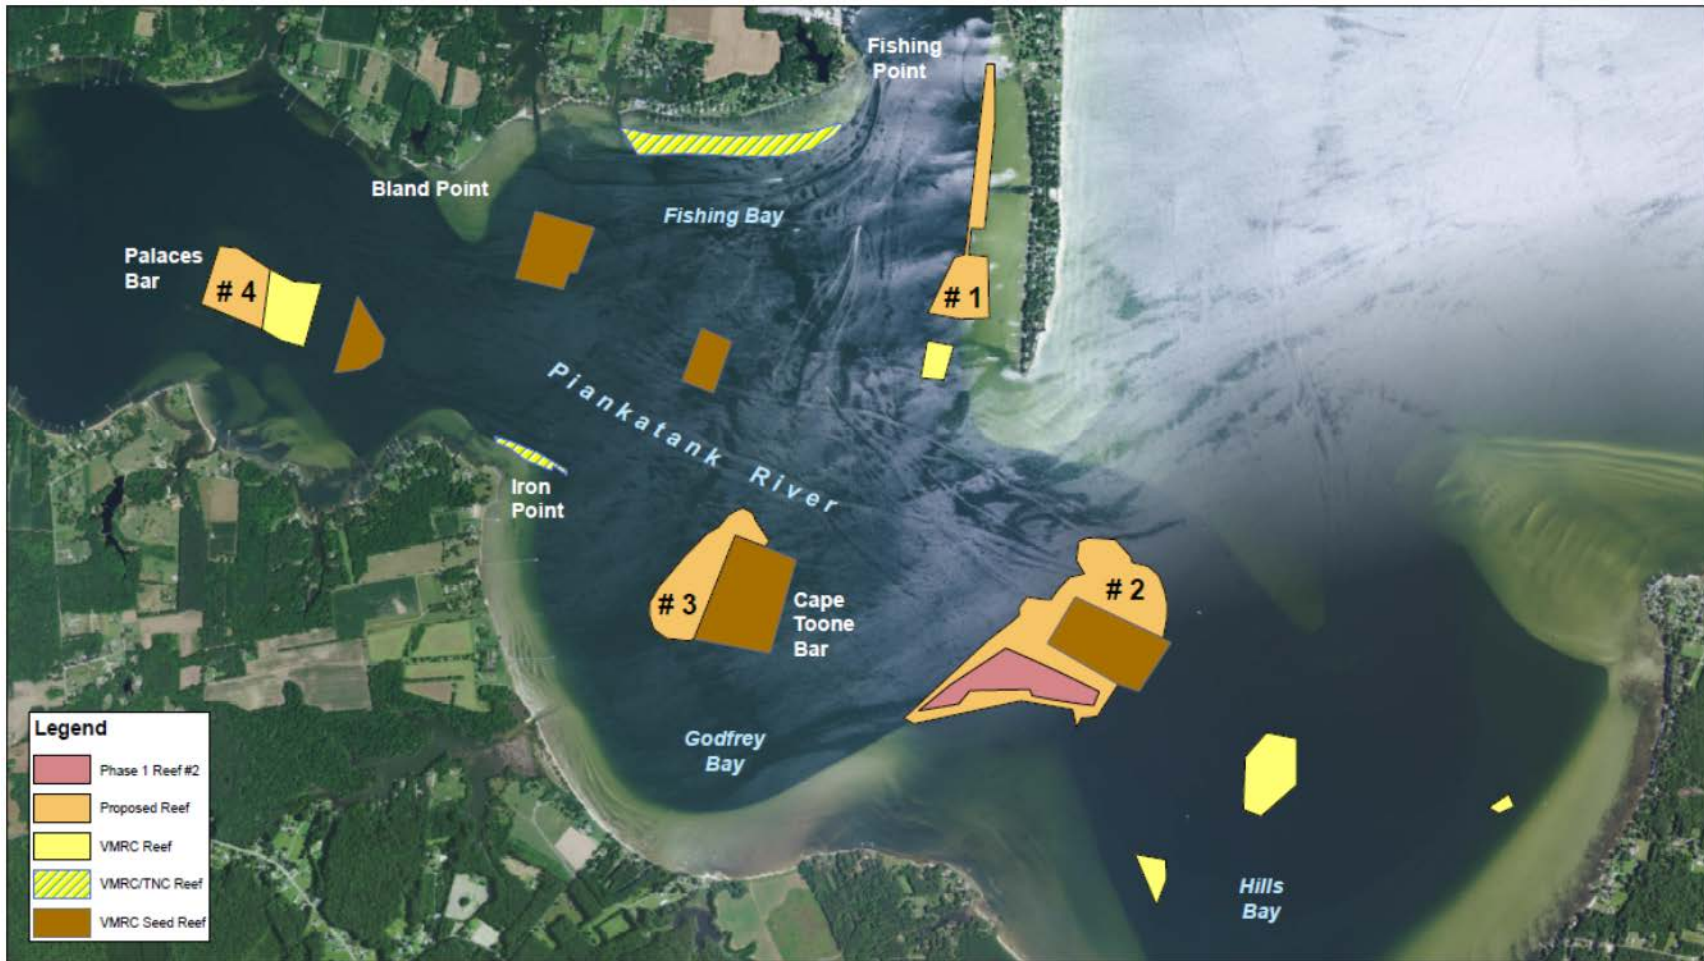 Fishing
Point
Bland Point
Fishing Bay
Palaces
Bar
# 4
# 1
Piankatank River
Iron
Point
# 3
Cape
Toone
Bar
# 2
Godfrey
Bay
Hills
Bay
Legend
Phase 1 Reef #2
Proposed Reef
VMRC Reef
VMRC/TNC Reef
VMRC Seed Reef